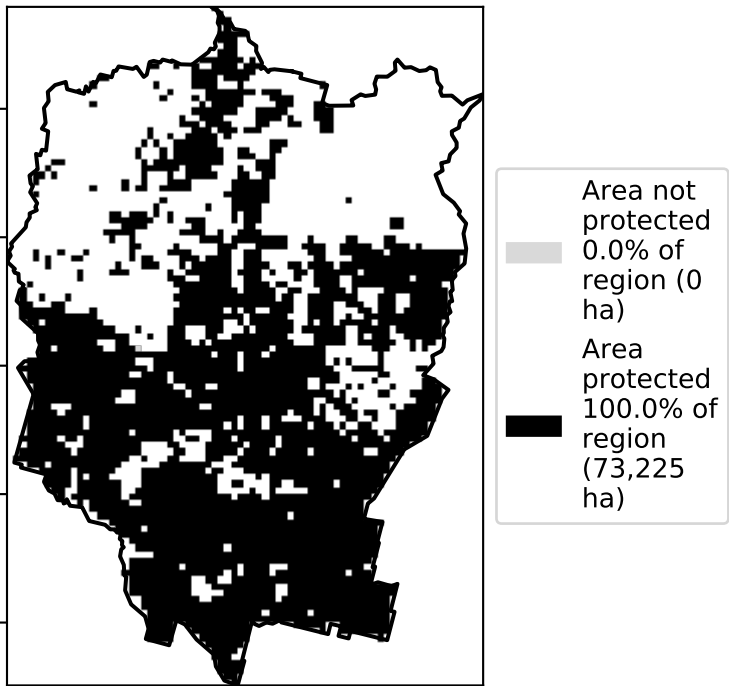 Area not
protected
0.0% of
region (0
ha)
Area
protected
100.0% of
region
(73,225
ha)